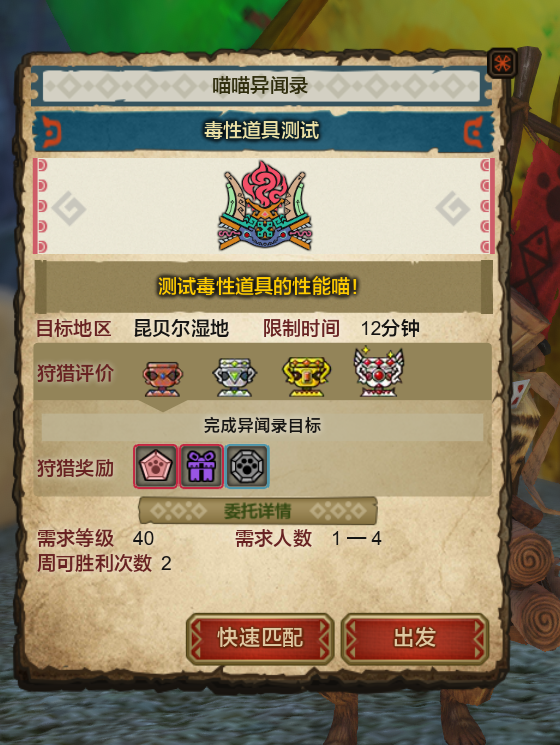 喵喵异闻录
毒性道具测试
测试毒性道具的性能喵!
目标地区 昆贝尔湿地 限制时间 12分钟
狩猎评价
完成异闻录目标
狩猎奖励
委托详情
需求等级 40 需求人数 1 — 4
周可胜利次数 2
快速匹配 出发